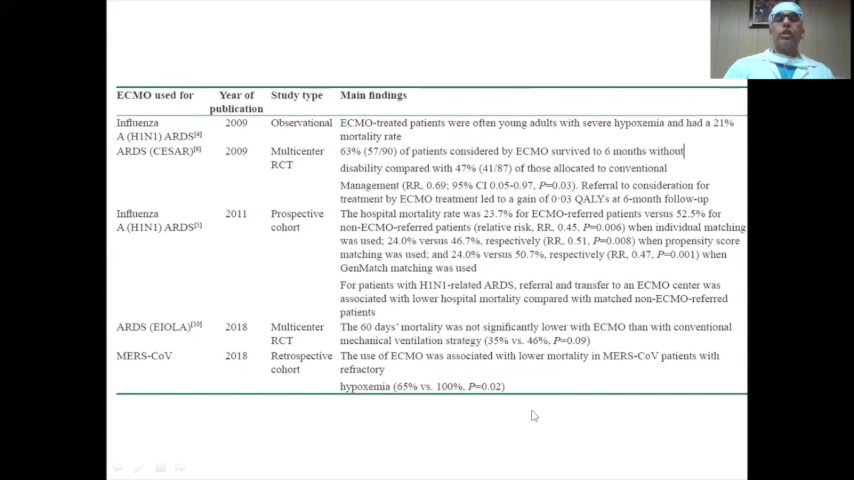 ECMO used for Year of publication Study type Main findings
Influenza A (H1N1) ARDS[4] 2009 Observational ECMO-treated patients were often young adults with severe hypoxemia and had a 21%
mortality rate
ARDS (CESAR)[6] 2009 Multicenter RCT 63% (57/90) of patients considered by ECMO survived to 6 months without
disability compared with 47% (41/87) of those allocated to conventional
Management (RR, 0.69; 95% CI 0.05-0.97, P=0.03). Referral to consideration for
treatment by ECMO treatment led to a gain of 0·03 QALYs at 6-month follow-up
Influenza A (H1N1) ARDS[5] 2011 Prospective cohort The hospital mortality rate was 23.7% for ECMO-referred patients versus 52.5% for
non-ECMO-referred patients (relative risk, RR, 0.45, P=0.006) when individual matching
was used; 24.0% versus 46.7%, respectively (RR, 0.51, P=0.008) when propensity score
matching was used; and 24.0% versus 50.7%, respectively (RR, 0.47, P=0.001) when
GenMatch matching was used
For patients with H1N1-related ARDS, referral and transfer to an ECMO center was
associated with lower hospital mortality compared with matched non-ECMO-referred
patients
ARDS (EIOLA)[10] 2018 Multicenter RCT The 60 days' mortality was not significantly lower with ECMO than with conventional
mechanical ventilation strategy (35% vs. 46%, P=0.09)
MERS-CoV 2018 Retrospective cohort The use of ECMO was associated with lower mortality in MERS-CoV patients with
refractory
hypoxemia (65% vs. 100%, P=0.02)